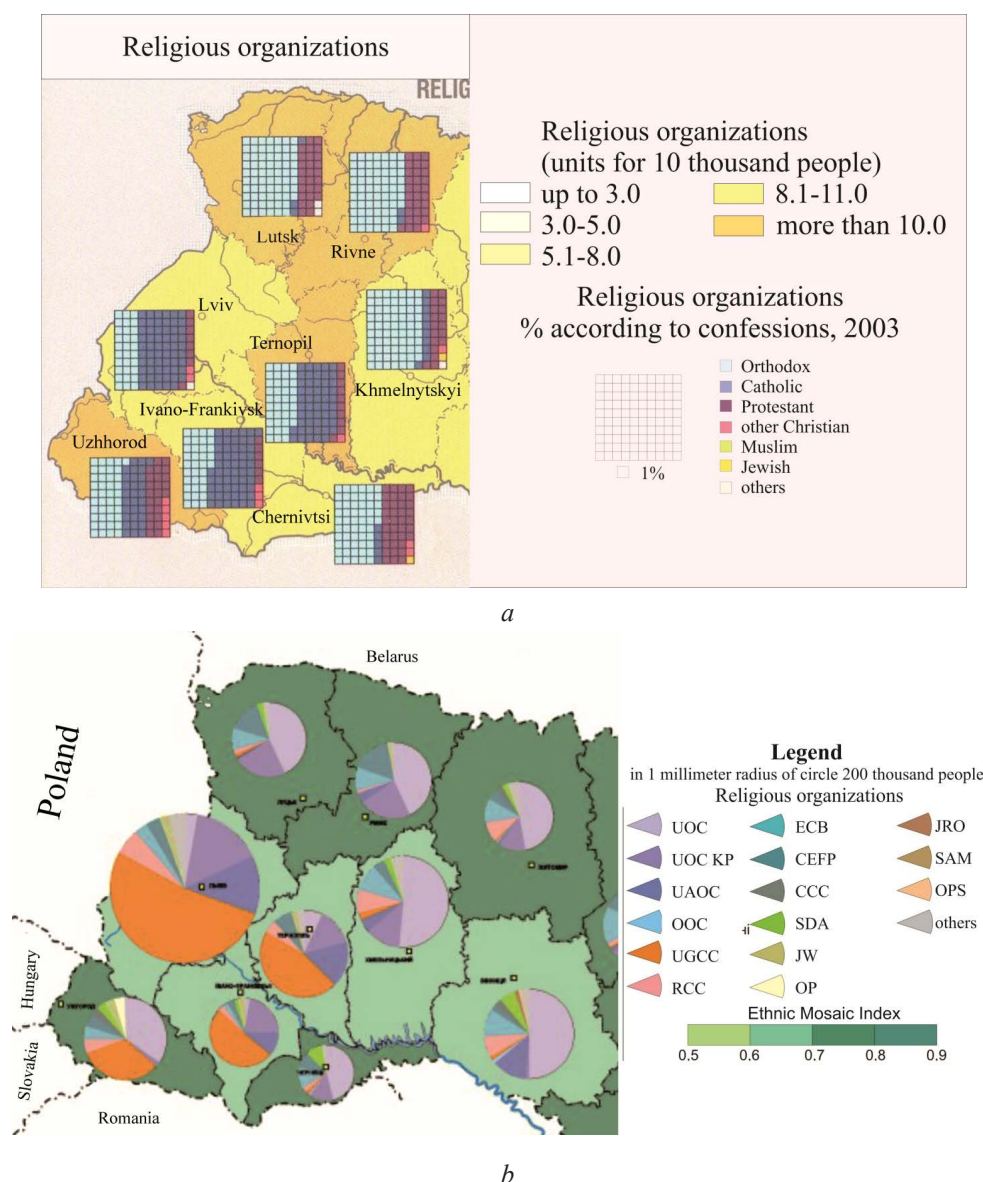 Religious organizations
RELIG
Religious organizations
(units for 10 thousand people)
up to 3.0
3.0-5.0
5.1-8.0
8.1-11.0
more than 10.0
Religious organizations
% according to confessions, 2003
1%
Orthodox
Catholic
Protestant
other Christian
Muslim
Jewish
others
Lutsk
Rivne
Lviv
Ternopil
Khmelnytskyi
Ivano-Frankivsk
Uzhhorod
Chernivtsi
a
Belarus
Poland
Hungary
Slovakia
Romania
Legend
in 1 millimeter radius of circle 200 thousand people
Religious organizations
UOC
UOC KP
UAOC
OOC
UGCC
RCC
ECB
CEFP
CCC
SDA
JW
OP
JRO
SAM
OPS
others
Ethnic Mosaic Index
0.5 0.6 0.7 0.8 0.9
b